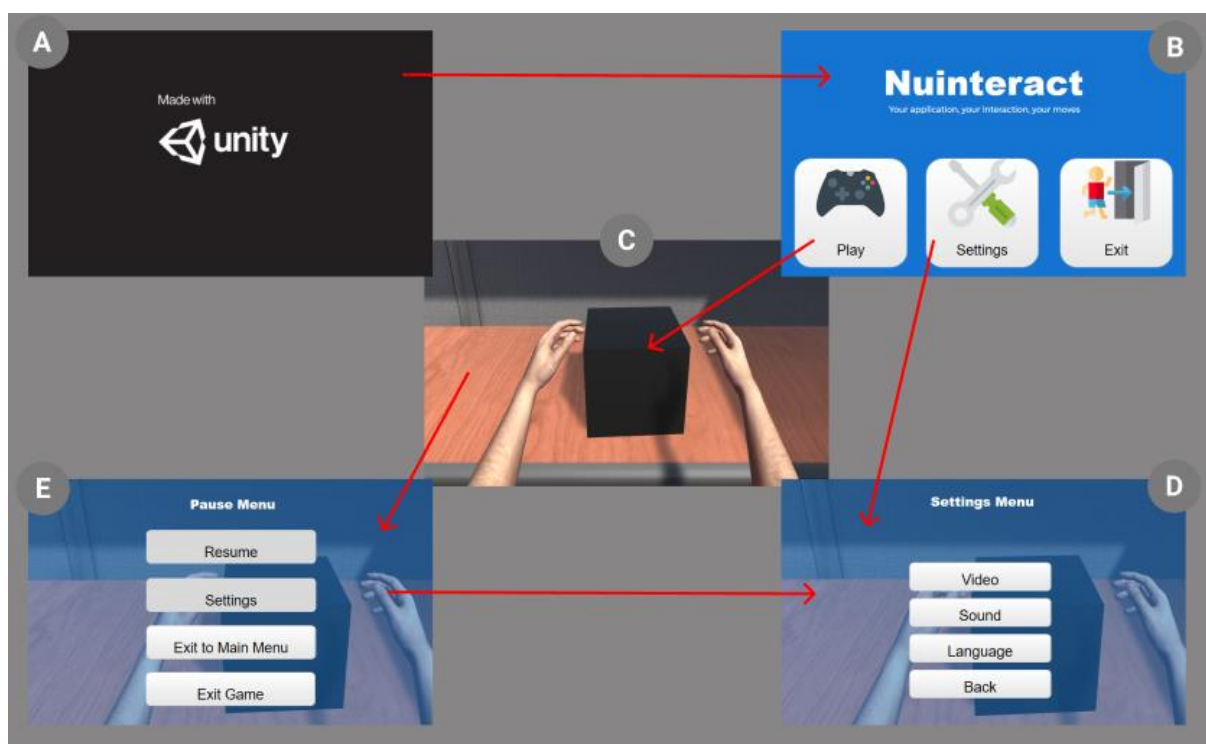 A
Made with
unity
B
Nuinteract
Your application, your interaction, your moves
Play
Settings
Exit
C
E
Pause Menu
Resume
Settings
Exit to Main Menu
Exit Game
D
Settings Menu
Video
Sound
Language
Back